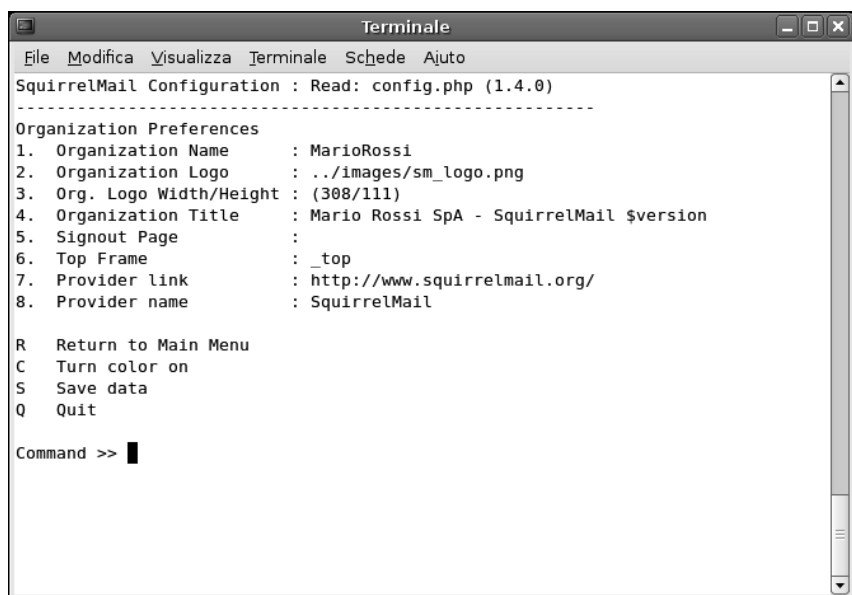 Terminale
File Modifica Visualizza Terminale Schede Aiuto
SquirrelMail Configuration : Read: config.php (1.4.0)
---------------------------------------------------------
Organization Preferences
1.  Organization Name      : MarioRossi
2.  Organization Logo      : ../images/sm_logo.png
3.  Org. Logo Width/Height : (308/111)
4.  Organization Title     : Mario Rossi SpA - SquirrelMail $version
5.  Signout Page           :
6.  Top Frame              : _top
7.  Provider link          : http://www.squirrelmail.org/
8.  Provider name          : SquirrelMail
R   Return to Main Menu
C   Turn color on
S   Save data
Q   Quit
Command >>